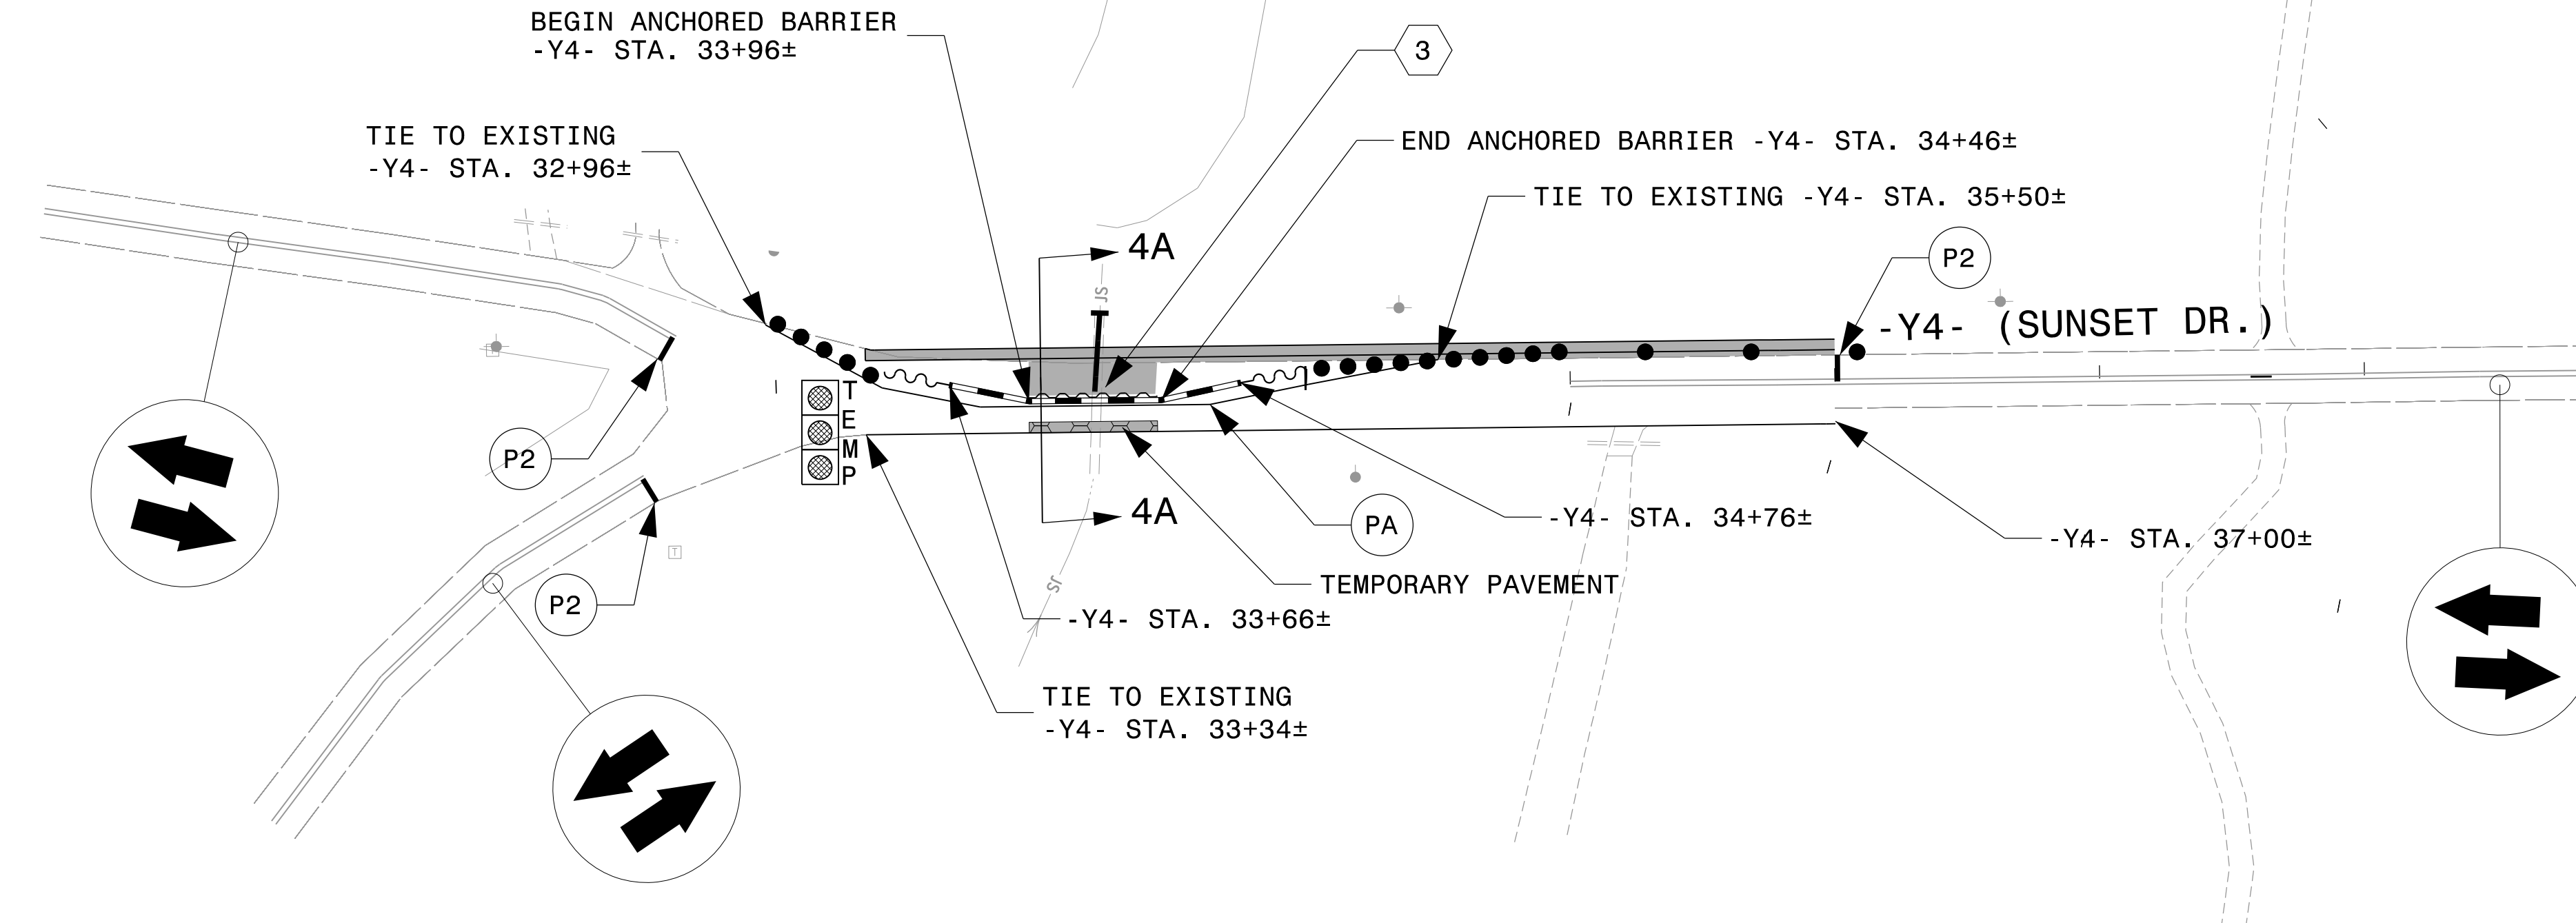 BEGIN ANCHORED BARRIER
-Y4- STA. 33+96±
3
TIE TO EXISTING
-Y4- STA. 32+96±
END ANCHORED BARRIER -Y4- STA. 34+46±
TIE TO EXISTING -Y4- STA. 35+50±
4A
P2
JS
-Y4- (SUNSET DR.)
TEMP
P2
4A
PA
-Y4- STA. 34+76±
-Y4- STA. 37+00±
T
JS
TEMPORARY PAVEMENT
P2
-Y4- STA. 33+66±
TIE TO EXISTING
-Y4- STA. 33+34±